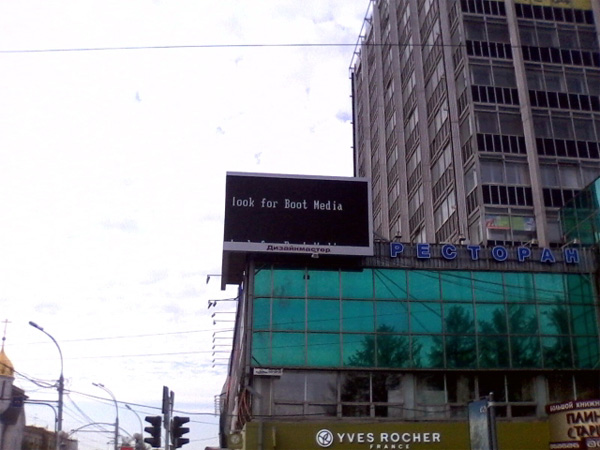 look for Boot Media
Дизайнмастер
РЕСТОРАН
YVES ROCHER
FRANCE